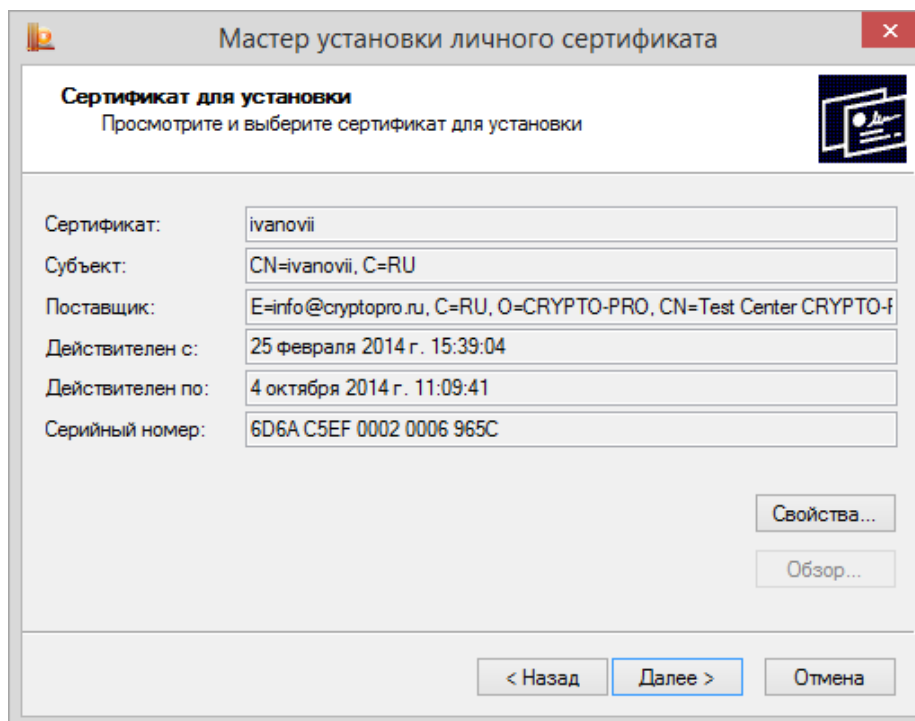 Мастер установки личного сертификата
Сертификат для установки
Просмотрите и выберите сертификат для установки
Сертификат: ivanovii
Субъект: CN=ivanovii, C=RU
Поставщик: E=info@cryptopro.ru, C=RU, O=CRYPTO-PRO, CN=Test Center CRYPTO-
Действителен с: 25 февраля 2014 г. 15:39:04
Действителен по: 4 октября 2014 г. 11:09:41
Серийный номер: 6D6A C5EF 0002 0006 965C
Свойства...
Обзор...
< Назад Далее > Отмена